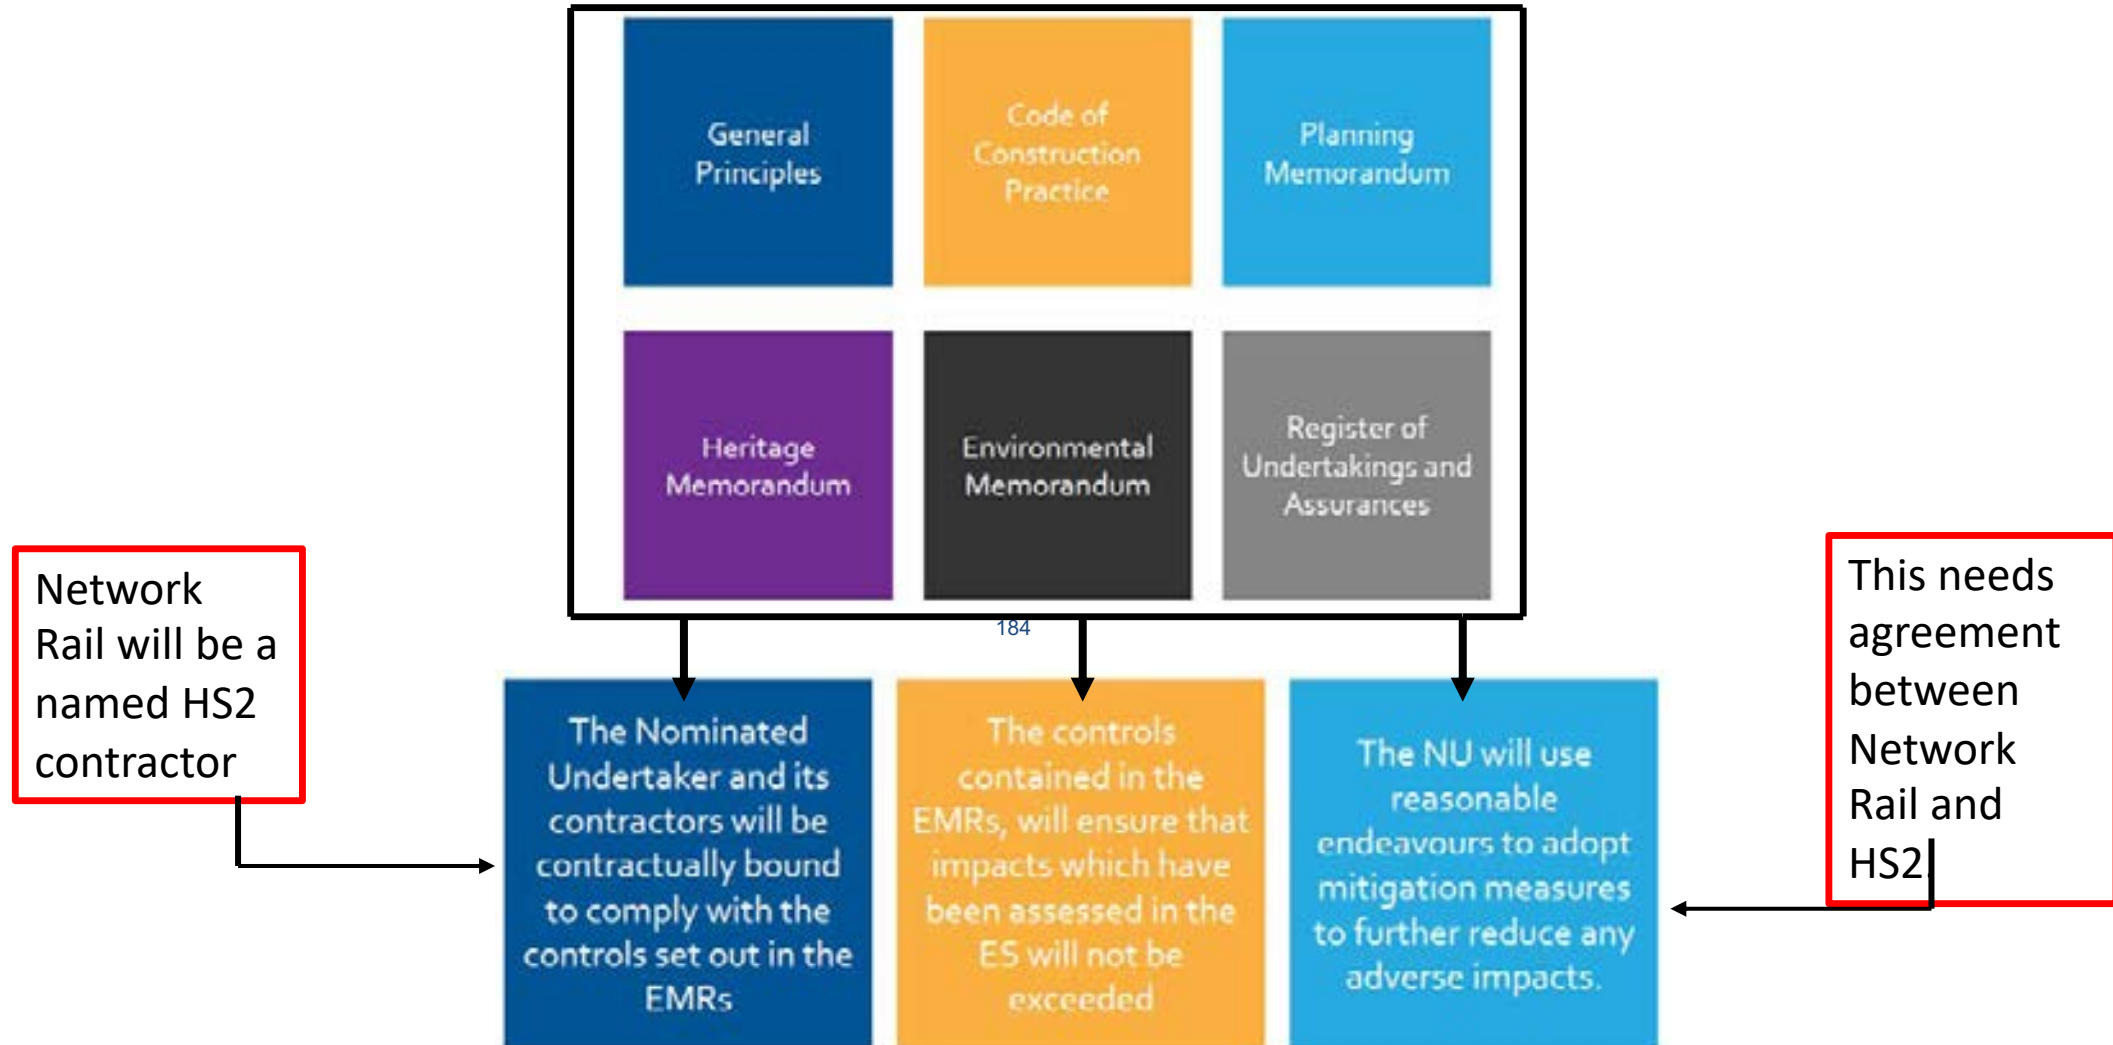 General
Principles
Code of
Construction
Practice
Planning
Memorandum
Heritage
Memorandum
Environmental
Memorandum
Register of
Undertakings and
Assurances
184
Network
Rail will be a
named HS2
contractor
The Nominated
Undertaker and its
contractors will be
contractually bound
to comply with the
controls set out in the
EMRs
The controls
contained in the
EMRs, will ensure that
impacts which have
been assessed in the
ES will not be
exceeded
The NU will use
reasonable
endeavours to adopt
mitigation measures
to further reduce any
adverse impacts.
This needs
agreement
between
Network
Rail and
HS2.